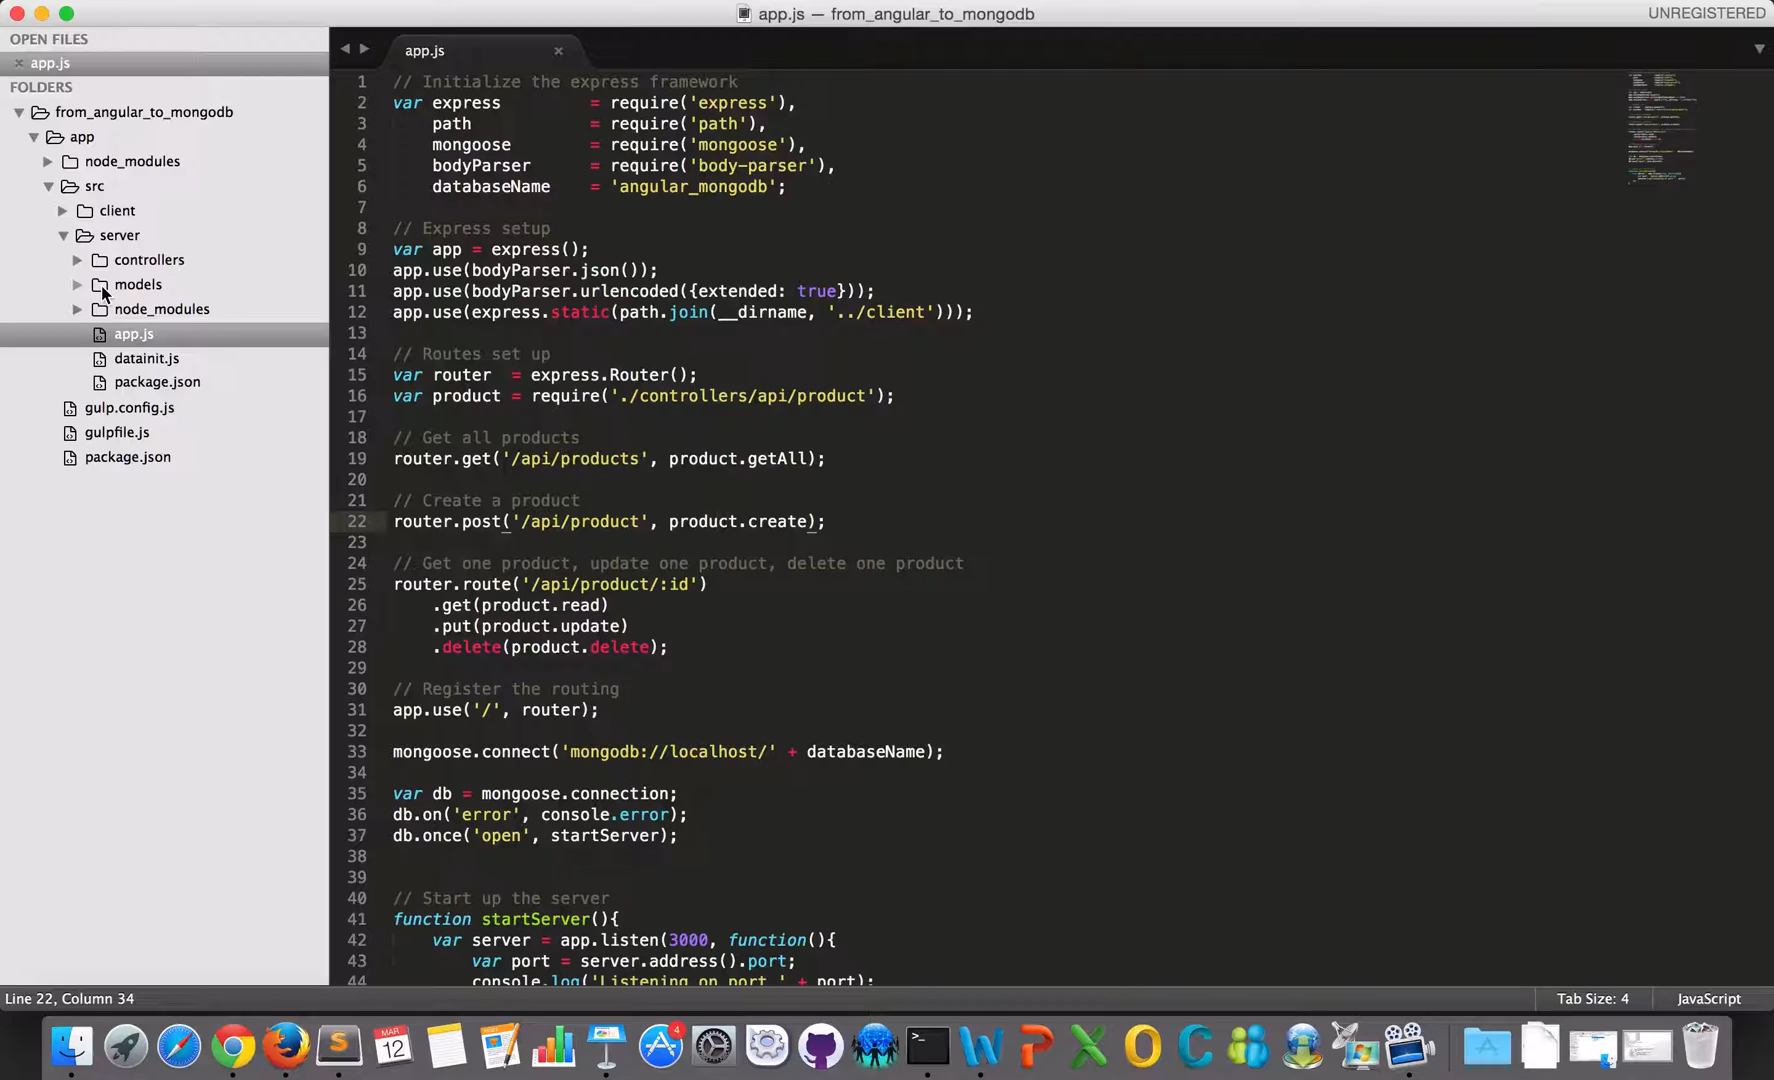 app.js — from_angular_to_mongodb
UNREGISTERED
OPEN FILES
app.js
FOLDERS
from_angular_to_mongodb
app
node_modules
src
client
server
controllers
models
node_modules
app.js
datainit.js
package.json
gulp.config.js
gulpfile.js
package.json
app.js
1 // Initialize the express framework
2 var express = require('express'),
3 path = require('path'),
4 mongoose = require('mongoose'),
5 bodyParser = require('body-parser'),
6 databaseName = 'angular_mongodb';
7
8 // Express setup
9 var app = express();
10 app.use(bodyParser.json());
11 app.use(bodyParser.urlencoded({extended: true}));
12 app.use(express.static(path.join(__dirname, '../client')));
13
14 // Routes set up
15 var router = express.Router();
16 var product = require('./controllers/api/product');
17
18 // Get all products
19 router.get('/api/products', product.getAll);
20
21 // Create a product
22 router.post('/api/product', product.create);
23
24 // Get one product, update one product, delete one product
25 router.route('/api/product/:id')
26 .get(product.read)
27 .put(product.update)
28 .delete(product.delete);
29
30 // Register the routing
31 app.use('/', router);
32
33 mongoose.connect('mongodb://localhost/' + databaseName);
34
35 var db = mongoose.connection;
36 db.on('error', console.error);
37 db.once('open', startServer);
38
39
40 // Start up the server
41 function startServer(){
42 var server = app.listen(3000, function(){
43 var port = server.address().port;
44 console.log('Listening on port ' + port);
Line 22, Column 34
Tab Size: 4
JavaScript
MAR
12
4